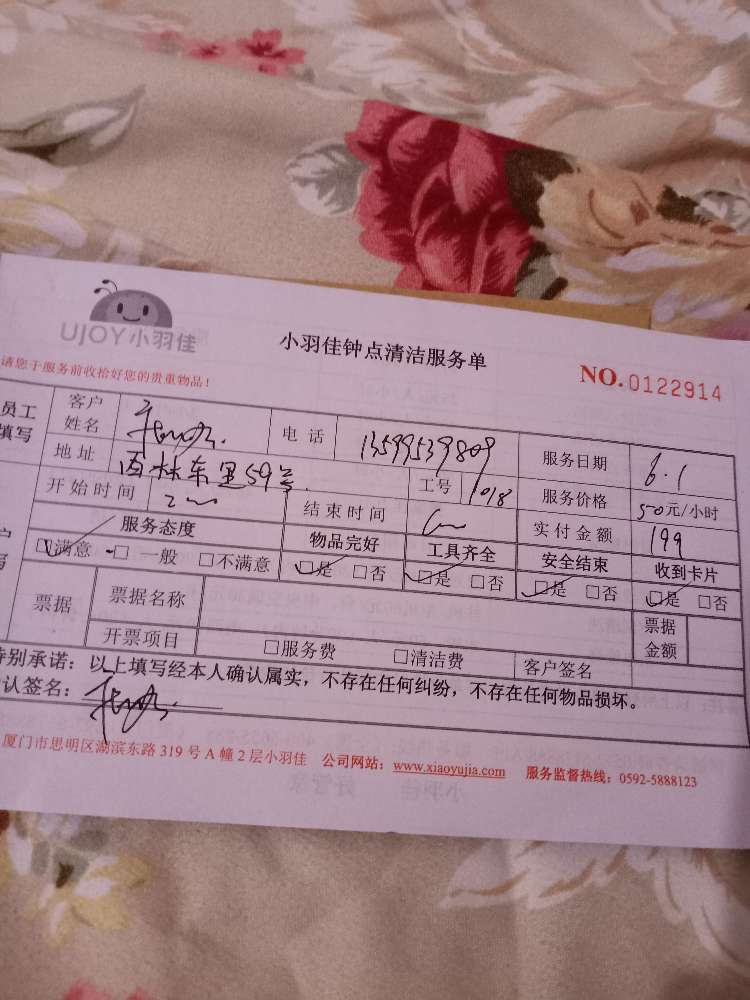 UJOY小羽佳
小羽佳钟点清洁服务单
NO.0122914
请您于服务前收拾好您的贵重物品!
员工填写
客户姓名
电话 13599539809 服务日期 6.1
地址 西林东里59号 工号 1018 服务价格 50元/小时
开始时间 结束时间 实付金额 199
服务态度 物品完好 工具齐全 安全结束 收到卡片
☑满意 □一般 □不满意 ☑是 □否 ☑是 □否 ☑是 □否 ☑是 □否
票据 票据名称 票据金额
开票项目 □服务费 □清洁费 客户签名
特别承诺:以上填写经本人确认属实,不存在任何纠纷,不存在任何物品损坏。
认签名:
厦门市思明区湖滨东路319号A幢2层小羽佳 公司网站:www.xiaoyujia.com 服务监督热线:0592-5888123